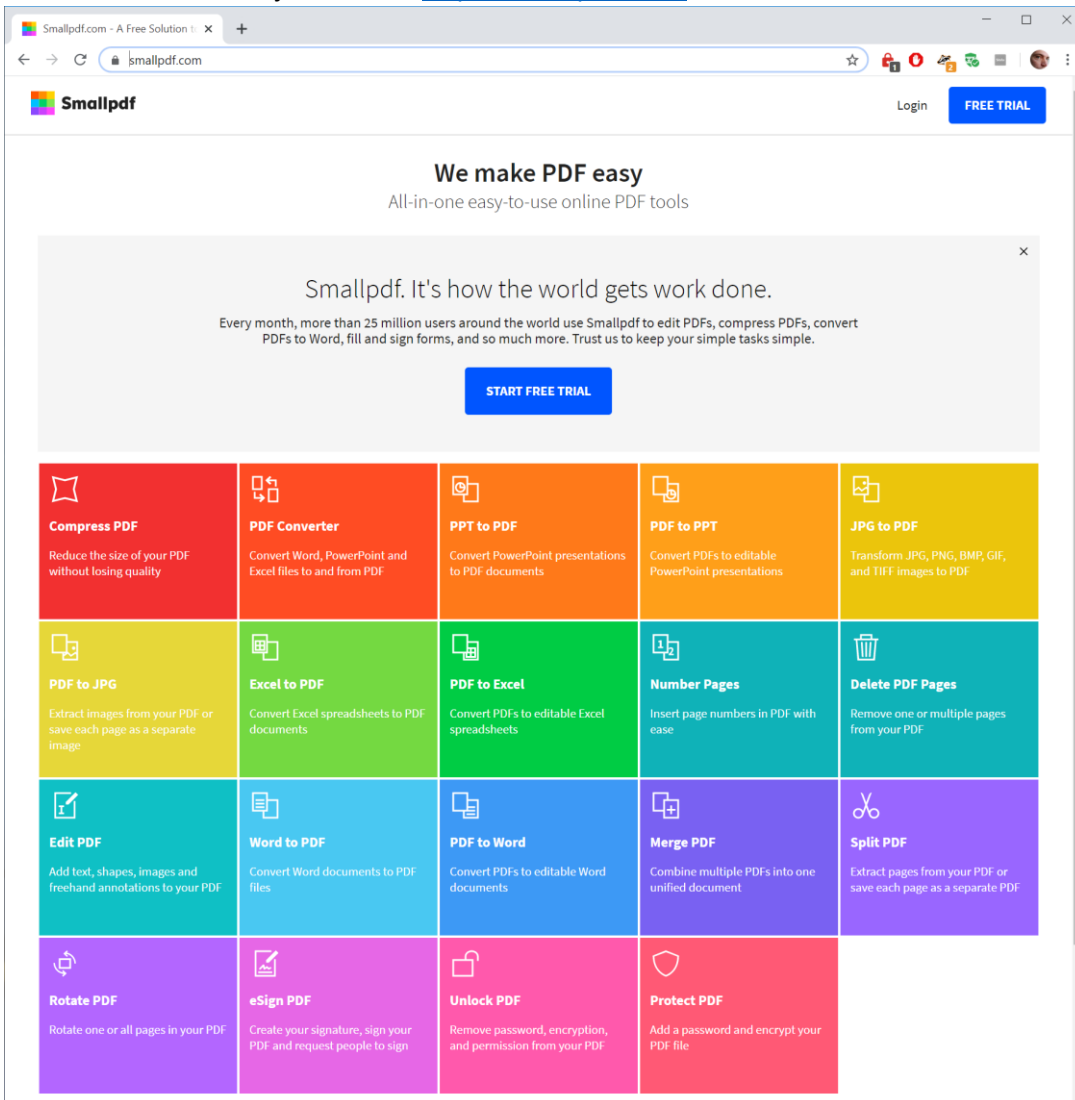 Smallpdf.com - A Free Solution t
smallpdf.com
1
2
Smallpdf
Login
FREE TRIAL
We make PDF easy
All-in-one easy-to-use online PDF tools
Smallpdf. It's how the world gets work done.
Every month, more than 25 million users around the world use Smallpdf to edit PDFs, compress PDFs, convert
PDFs to Word, fill and sign forms, and so much more. Trust us to keep your simple tasks simple.
START FREE TRIAL
Compress PDF
Reduce the size of your PDF
without losing quality
PDF Converter
Convert Word, PowerPoint and
Excel files to and from PDF
PPT to PDF
Convert PowerPoint presentations
to PDF documents
PDF to PPT
Convert PDFs to editable
PowerPoint presentations
JPG to PDF
Transform JPG, PNG, BMP, GIF,
and TIFF images to PDF
PDF to JPG
Extract images from your PDF or
save each page as a separate
image
Excel to PDF
Convert Excel spreadsheets to PDF
documents
PDF to Excel
Convert PDFs to editable Excel
spreadsheets
1 2
Number Pages
Insert page numbers in PDF with
ease
Delete PDF Pages
Remove one or multiple pages
from your PDF
Edit PDF
Add text, shapes, images and
freehand annotations to your PDF
Word to PDF
Convert Word documents to PDF
files
PDF to Word
Convert PDFs to editable Word
documents
Merge PDF
Combine multiple PDFs into one
unified document
Split PDF
Extract pages from your PDF or
save each page as a separate PDF
Rotate PDF
Rotate one or all pages in your PDF
eSign PDF
Create your signature, sign your
PDF and request people to sign
Unlock PDF
Remove password, encryption,
and permission from your PDF
Protect PDF
Add a password and encrypt your
PDF file